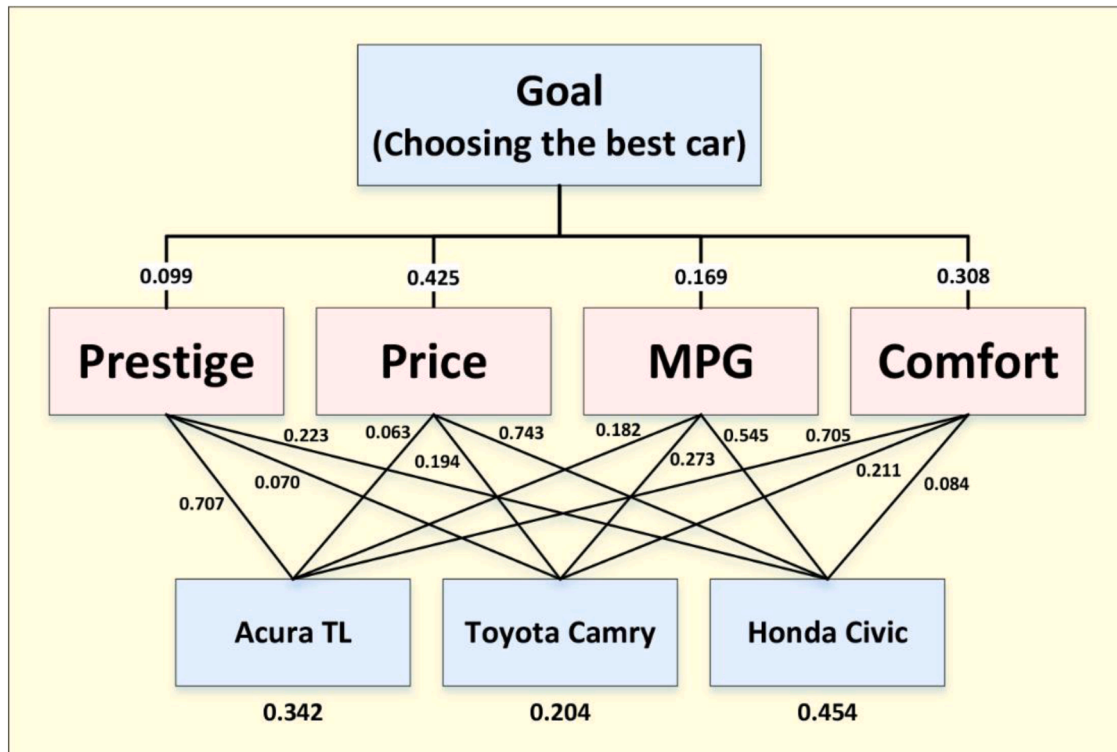 Goal
(Choosing the best car)
0.099 0.425 0.169 0.308
Prestige Price MPG Comfort
0.223 0.063 0.743 0.182 0.545 0.705
0.070 0.194 0.273 0.211 0.084
0.707
Acura TL Toyota Camry Honda Civic
0.342 0.204 0.454